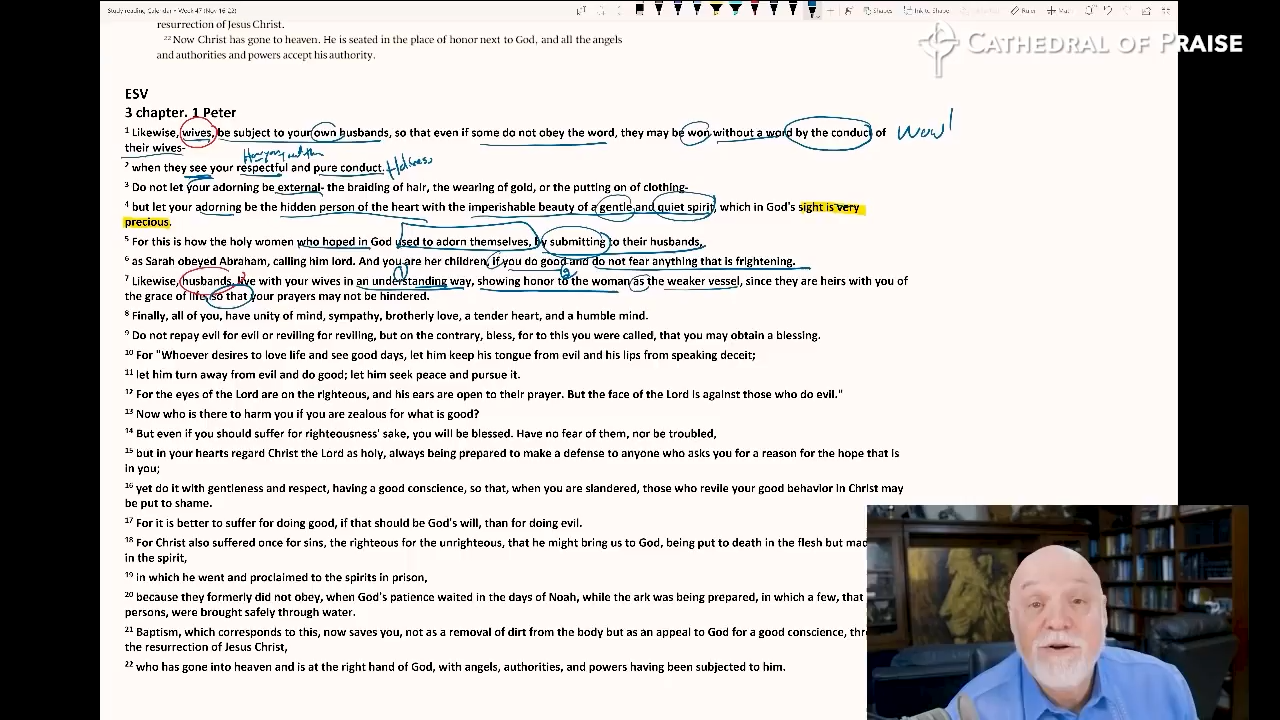 Study reading, Calendar - Week 47 (Nov 16-22)
Shapes
Ink to Shape
Ruler
resurrection of Jesus Christ.
CATHEDRAL OF PRAISE
22 Now Christ has gone to heaven. He is seated in the place of honor next to God, and all the angels
and authorities and powers accept his authority.
ESV
3 chapter. 1 Peter
1 Likewise, wives, be subject to your own husbands, so that even if some do not obey the word, they may be won without a word by the conduct of
their wives-
wow!
Holiness
2 when they see your respectful and pure conduct.
3 Do not let your adorning be external- the braiding of hair, the wearing of gold, or the putting on of clothing-
4 but let your adorning be the hidden person of the heart with the imperishable beauty of a gentle and quiet spirit, which in God's sight is very
precious.
5 For this is how the holy women who hoped in God used to adorn themselves, by submitting to their husbands,
6 as Sarah obeyed Abraham, calling him lord. And you are her children, if you do good and do not fear anything that is frightening.
7 Likewise, husbands, live with your wives in an understanding way, showing honor to the woman as the weaker vessel, since they are heirs with you of
the grace of life, so that your prayers may not be hindered.
8 Finally, all of you, have unity of mind, sympathy, brotherly love, a tender heart, and a humble mind.
9 Do not repay evil for evil or reviling for reviling, but on the contrary, bless, for to this you were called, that you may obtain a blessing.
10 For "Whoever desires to love life and see good days, let him keep his tongue from evil and his lips from speaking deceit;
11 let him turn away from evil and do good; let him seek peace and pursue it.
12 For the eyes of the Lord are on the righteous, and his ears are open to their prayer. But the face of the Lord is against those who do evil."
13 Now who is there to harm you if you are zealous for what is good?
14 But even if you should suffer for righteousness' sake, you will be blessed. Have no fear of them, nor be troubled,
15 but in your hearts regard Christ the Lord as holy, always being prepared to make a defense to anyone who asks you for a reason for the hope that is
in you;
16 yet do it with gentleness and respect, having a good conscience, so that, when you are slandered, those who revile your good behavior in Christ may
be put to shame.
17 For it is better to suffer for doing good, if that should be God's will, than for doing evil.
18 For Christ also suffered once for sins, the righteous for the unrighteous, that he might bring us to God, being put to death in the flesh but mad
in the spirit,
19 in which he went and proclaimed to the spirits in prison,
20 because they formerly did not obey, when God's patience waited in the days of Noah, while the ark was being prepared, in which a few, that
persons, were brought safely through water.
21 Baptism, which corresponds to this, now saves you, not as a removal of dirt from the body but as an appeal to God for a good conscience, thr
the resurrection of Jesus Christ,
22 who has gone into heaven and is at the right hand of God, with angels, authorities, and powers having been subjected to him.